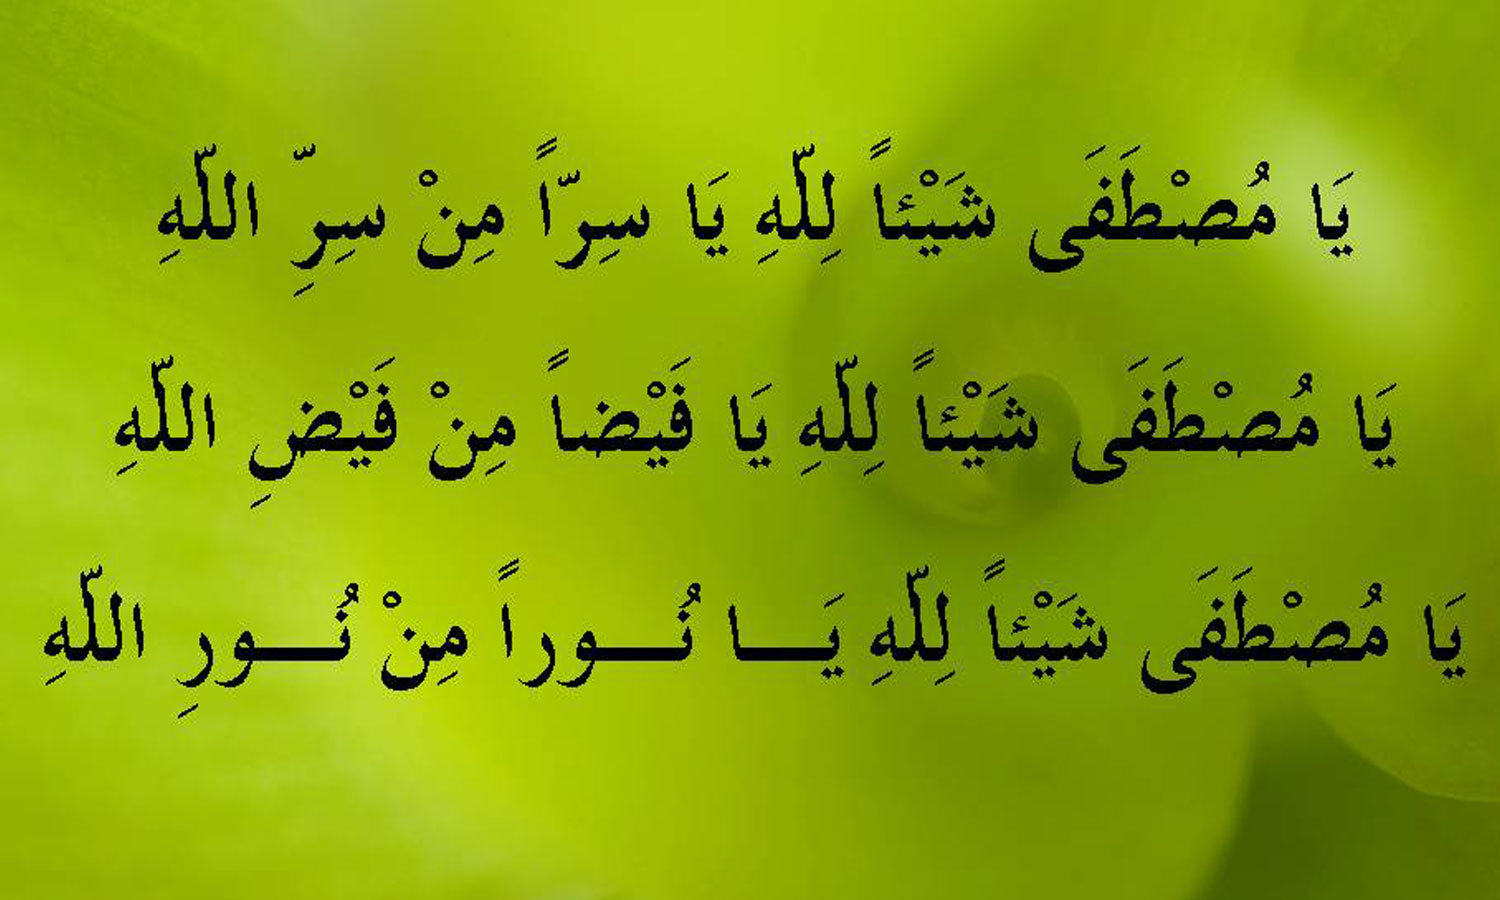 يَا مُصْطَفَى شَيْئاً لِلّٰهِ يَا سِرّاً مِنْ سِرِّ اللّٰهِ
يَا مُصْطَفَى شَيْئاً لِلّٰهِ يَا فَيْضاً مِنْ فَيْضِ اللّٰهِ
يَا مُصْطَفَى شَيْئاً لِلّٰهِ يَـــا نُـــوراً مِنْ نُـــورِ اللّٰهِ